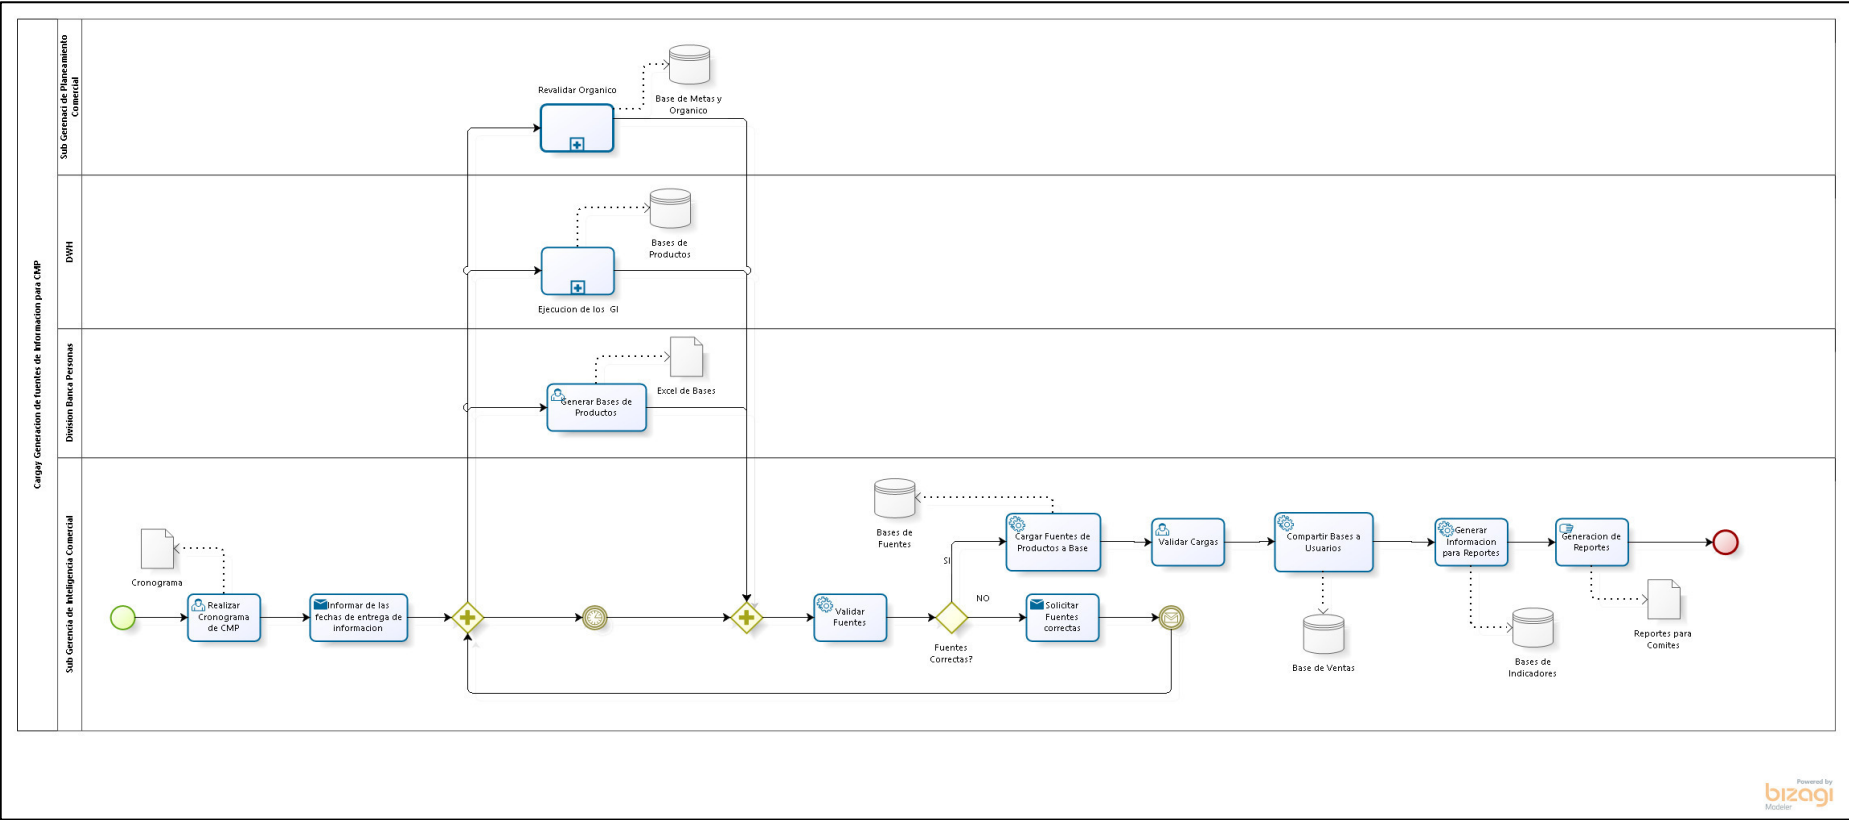 Cargay Generacion de fuentes de Informacion para CMP
Sub Gerenaci de Planeamiento
Comercial
Revalidar Organico
Base de Metas y
Organico
DWH
Bases de
Productos
Ejecucion de los GI
Division Banca Personas
Excel de Bases
Generar Bases de
Productos
Sub Gerencia de Inteligencia Comercial
Cronograma
Realizar
Cronograma
de CMP
Informar de las
fechas de entrega de
informacion
Validar
Fuentes
Fuentes
Correctas?
SI
NO
Bases de
Fuentes
Cargar Fuentes de
Productos a Base
Solicitar
Fuentes
correctas
Validar Cargas
Compartir Bases a
Usuarios
Base de Ventas
Generar
Informacion
para Reportes
Bases de
Indicadores
Generacion de
Reportes
Reportes para
Comites
Powered by
bizagi
Modeler